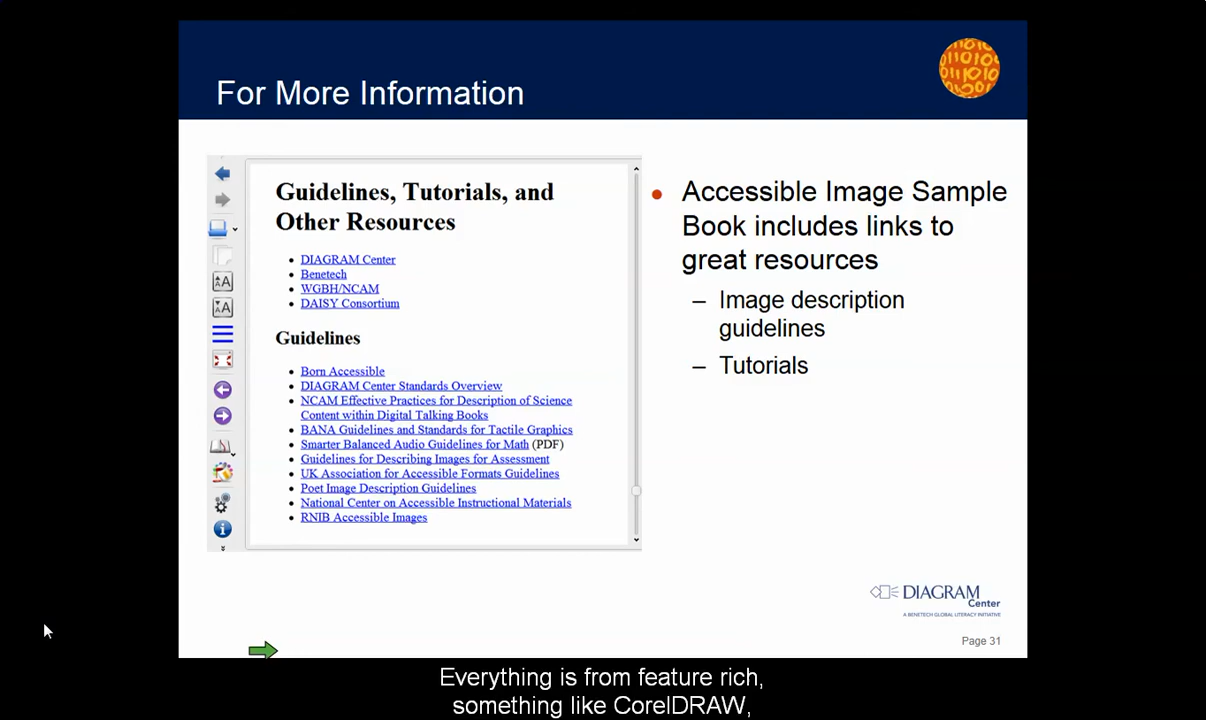 For More Information
Guidelines, Tutorials, and
Other Resources
DIAGRAM Center
Benetech
WGBH/NCAM
DAISY Consortium
Guidelines
Born Accessible
DIAGRAM Center Standards Overview
NCAM Effective Practices for Description of Science
Content within Digital Talking Books
BANA Guidelines and Standards for Tactile Graphics
Smarter Balanced Audio Guidelines for Math (PDF)
Guidelines for Describing Images for Assessment
UK Association for Accessible Formats Guidelines
Poet Image Description Guidelines
National Center on Accessible Instructional Materials
RNIB Accessible Images
• Accessible Image Sample
Book includes links to
great resources
– Image description
guidelines
– Tutorials
DIAGRAM
Center
A BENETECH GLOBAL LITERACY INITIATIVE
Page 31
Everything is from feature rich,
something like CorelDRAW,